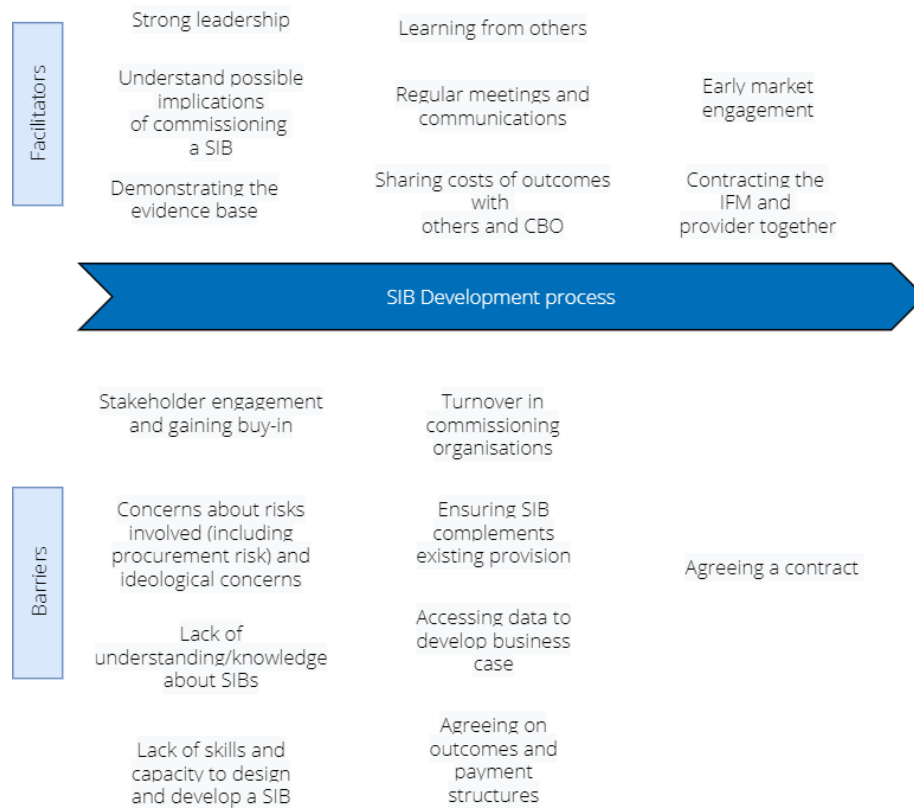 Facilitators
Strong leadership
Understand possible
implications
of commissioning
a SIB
Demonstrating the
evidence base
Learning from others
Regular meetings and
communications
Sharing costs of outcomes
with
others and CBO
Early market
engagement
Contracting the
IFM and
provider together
SIB Development process
Barriers
Stakeholder engagement
and gaining buy-in
Concerns about risks
involved (including
procurement risk) and
ideological concerns
Lack of
understanding/knowledge
about SIBs
Lack of skills and
capacity to design
and develop a SIB
Turnover in
commissioning
organisations
Ensuring SIB
complements
existing provision
Accessing data to
develop business
case
Agreeing on
outcomes and
payment
structures
Agreeing a contract